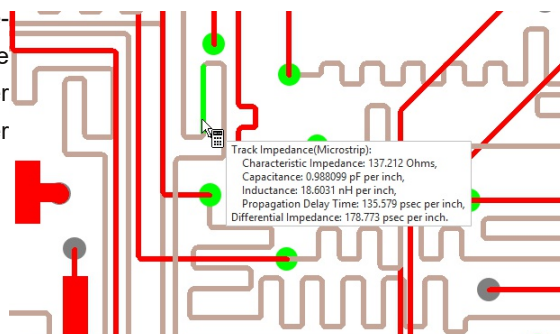 -
e
r
er
Track Impedance(Microstrip):
Characteristic Impedance: 137.212 Ohms,
Capacitance: 0.988099 pF per inch,
Inductance: 18.6031 nH per inch,
Propagation Delay Time: 135.579 psec per inch,
Differential Impedance: 178.773 psec per inch.